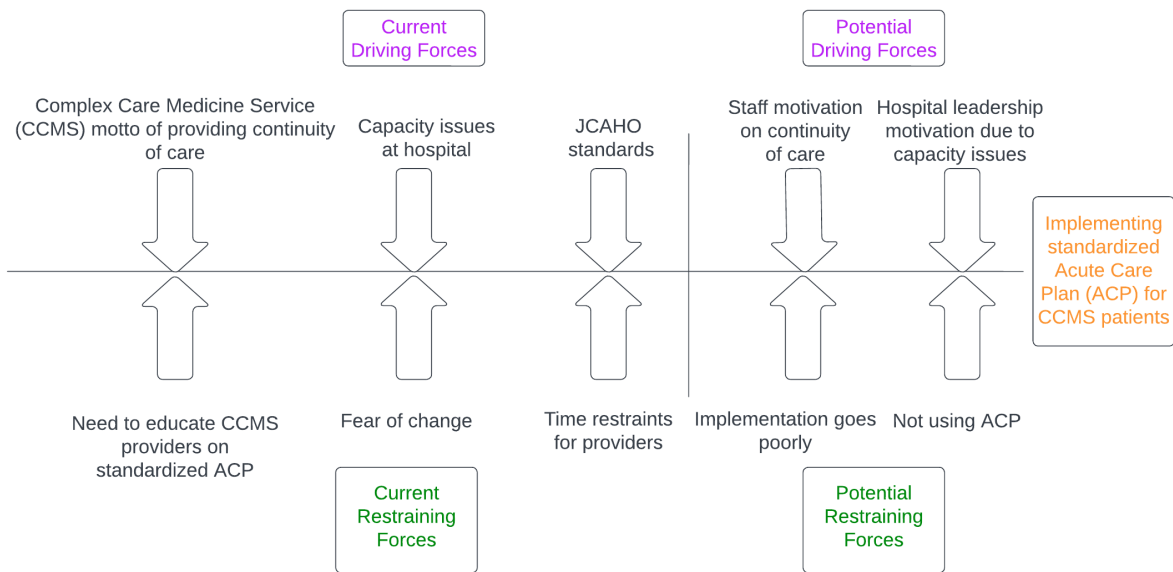 Current
Driving Forces
Potential
Driving Forces
Complex Care Medicine Service
(CCMS) motto of providing continuity
of care
Capacity issues
at hospital
JCAHO
standards
Staff motivation
on continuity
of care
Hospital leadership
motivation due to
capacity issues
Implementing
standardized
Acute Care
Plan (ACP) for
CCMS patients
Need to educate CCMS
providers on
standardized ACP
Fear of change
Time restraints
for providers
Implementation goes
poorly
Not using ACP
Current
Restraining
Forces
Potential
Restraining
Forces